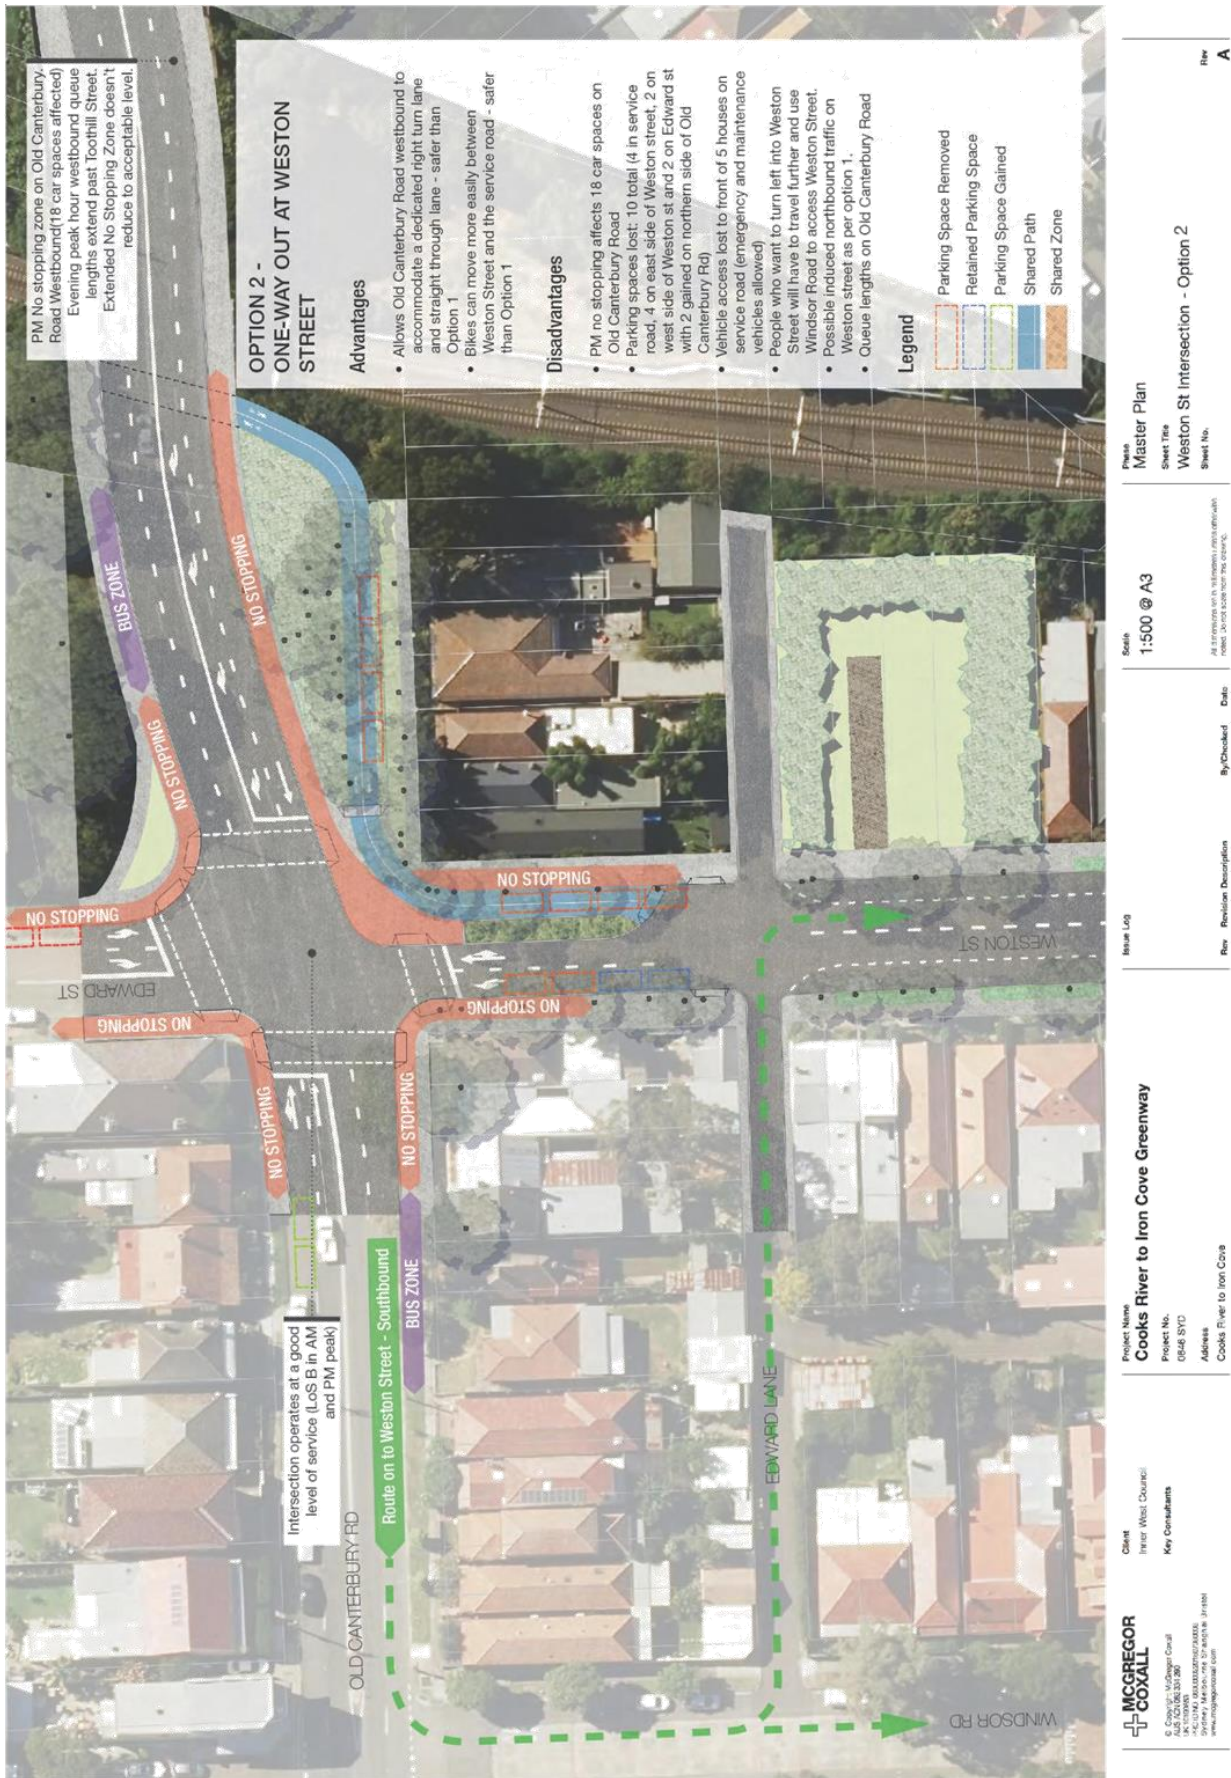 PM No stopping zone on Old Canterbury.
Road Westbound(18 car spaces affected)
Evening peak hour westbound queue
lengths extend past Toothill Street.
Extended No Stopping Zone doesn't
reduce to acceptable level.
OPTION 2 -
ONE-WAY OUT AT WESTON
STREET
Advantages
• Allows Old Canterbury Road westbound to
accommodate a dedicated right turn lane
and straight through lane - safer than
Option 1
• Bikes can move more easily between
Weston Street and the service road - safer
than Option 1
Disadvantages
• PM no stopping affects 18 car spaces on
Old Canterbury Road
• Parking spaces lost: 10 total (4 in service
road, 4 on east side of Weston street, 2 on
west side of Weston st and 2 on Edward st
with 2 gained on northern side of Old
Canterbury Rd)
• Vehicle access lost to front of 5 houses on
service road (emergency and maintenance
vehicles allowed)
• People who want to turn left into Weston
Street will have to travel further and use
Windsor Road to access Weston Street.
• Possible induced northbound traffic on
Weston street as per option 1.
• Queue lengths on Old Canterbury Road
Legend
Parking Space Removed
Retained Parking Space
Parking Space Gained
Shared Path
Shared Zone
BUS ZONE
NO STOPPING
NO STOPPING
NO STOPPING
NO STOPPING
EDWARD ST
NO STOPPING
NO STOPPING
NO STOPPING
NO STOPPING
WESTON ST
Intersection operates at a good
level of service (LoS B in AM
and PM peak)
Route on to Weston Street - Southbound
BUS ZONE
OLD CANTERBURY RD
EDWARD LANE
WINDSOR RD
MCGREGOR
COXALL
© Copyright McGregor Coxall
www.mcgregorcoxall.com
Client
Inner West Council
Key Consultants
Project Name
Cooks River to Iron Cove Greenway
Project No.
0846 SYD
Address
Cooks River to Iron Cove
Issue Log
Rev Revision Description By/Checked Date
Scale
1:500 @ A3
Phase
Master Plan
Sheet Title
Weston St Intersection - Option 2
Sheet No.
Rev
A